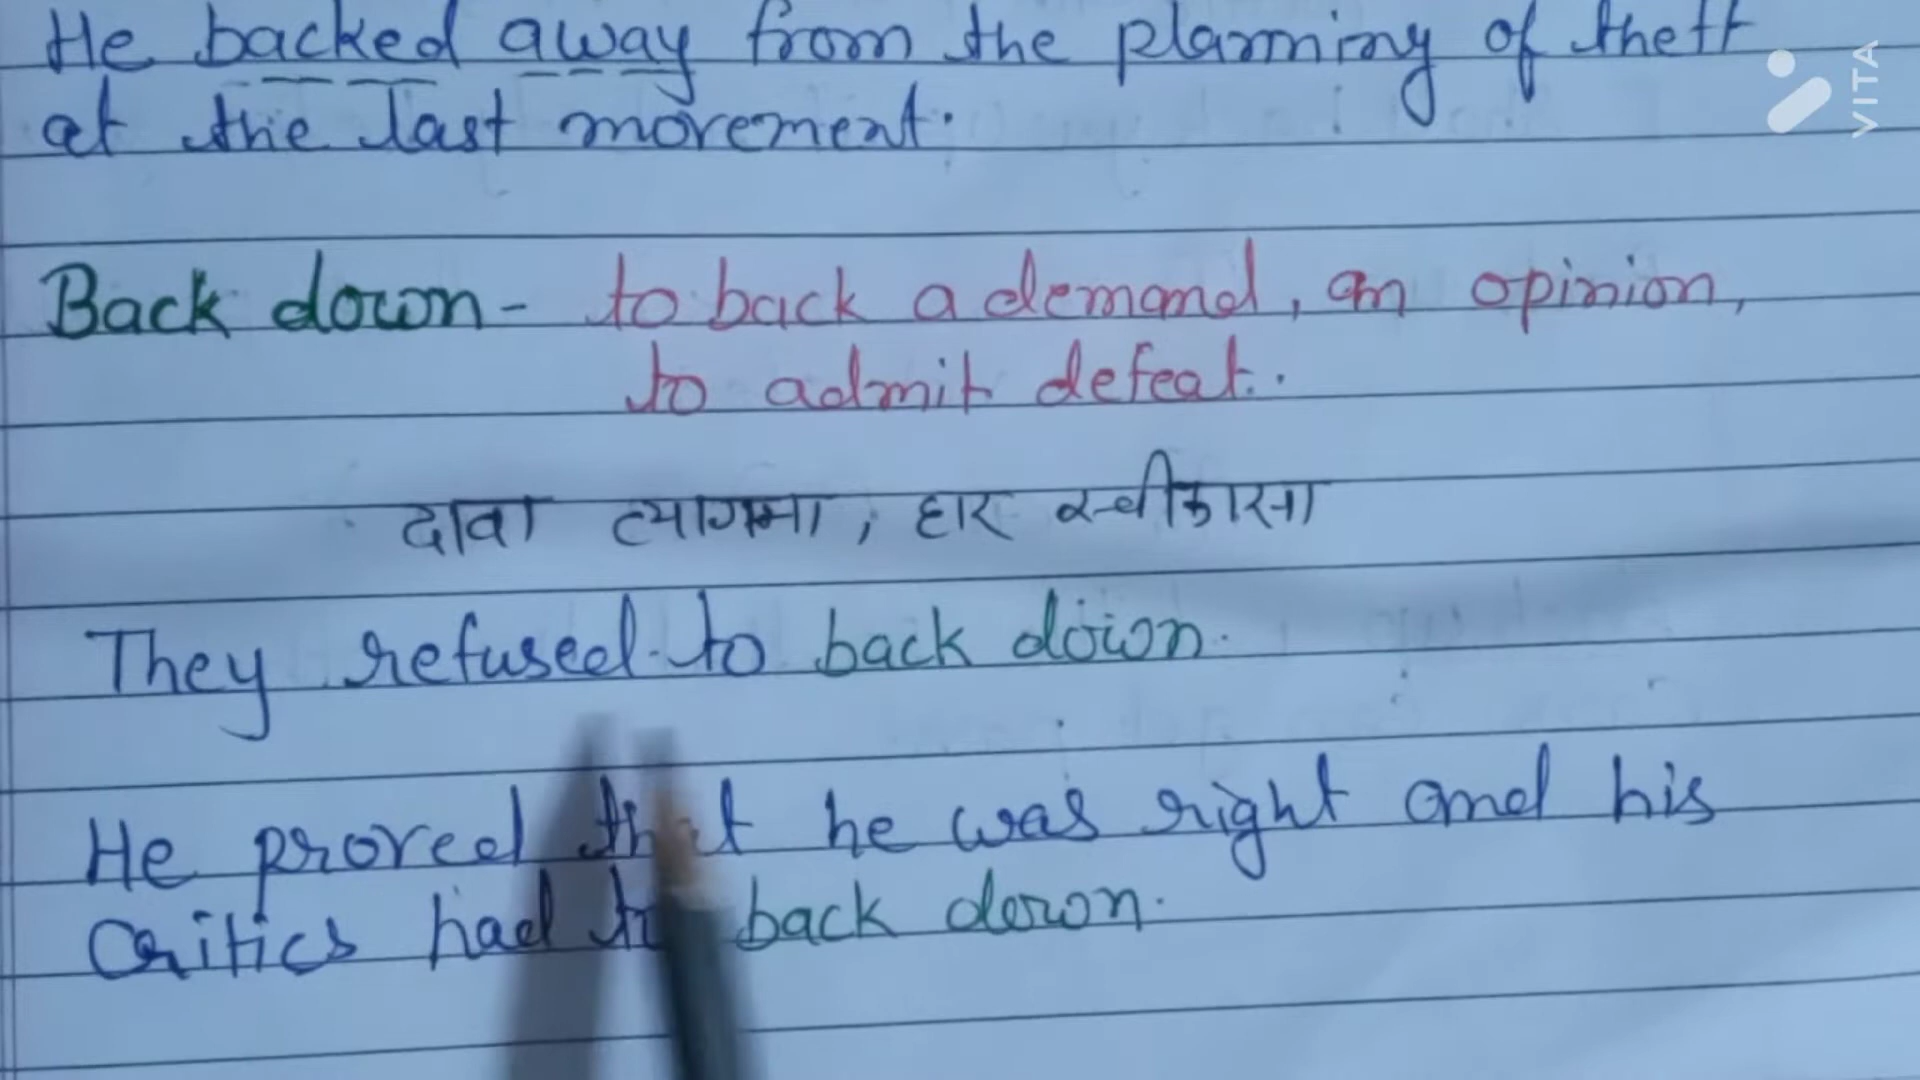 He backed away from the planning of theft
at the last movement.
Back down - to back a demand, an opinion,
to admit defeat.
दावा त्यागना, हार स्वीकारना
They refused to back down.
He proved that he was right and his
Critics had to back down.
VITA